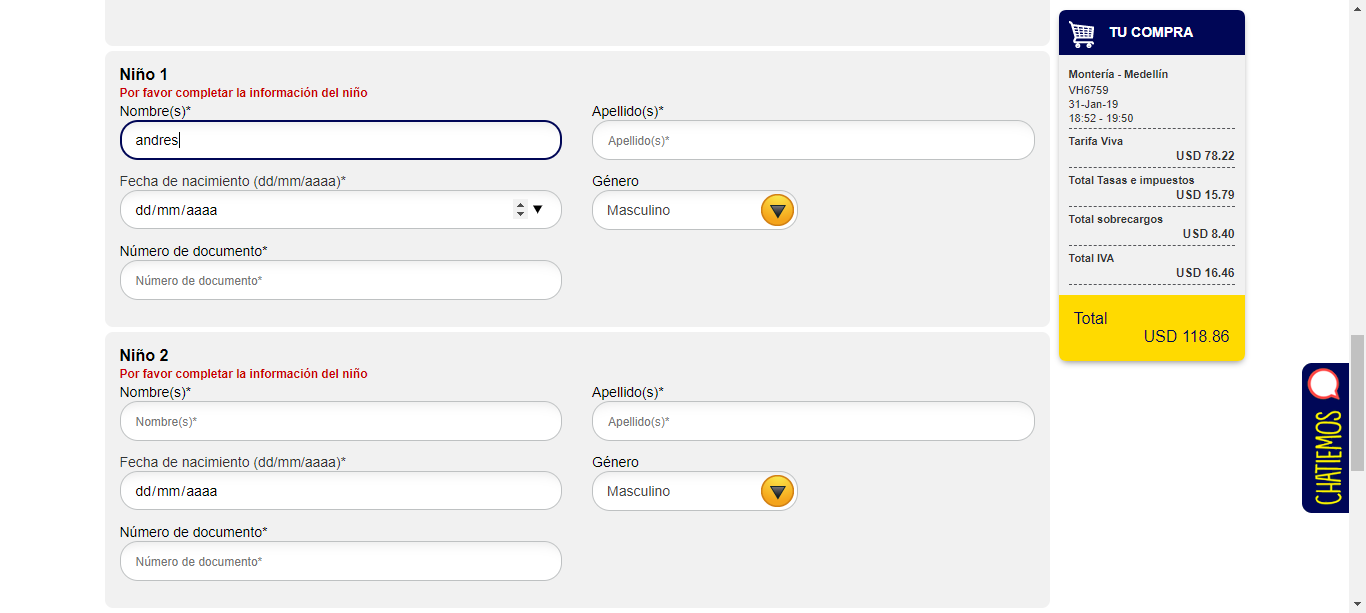 Niño 1
Por favor completar la información del niño
Nombre(s)*
Apellido(s)*
andres
Apellido(s)*
Fecha de nacimiento (dd/mm/aaaa)*
Género
dd/mm/aaaa
Masculino
Número de documento*
Número de documento*
Niño 2
Por favor completar la información del niño
Nombre(s)*
Apellido(s)*
Nombre(s)*
Apellido(s)*
Fecha de nacimiento (dd/mm/aaaa)*
Género
dd/mm/aaaa
Masculino
Número de documento*
Número de documento*
TU COMPRA
Montería - Medellín
VH6759
31-Jan-19
18:52 - 19:50
Tarifa Viva
USD 78.22
Total Tasas e impuestos
USD 15.79
Total sobrecargos
USD 8.40
Total IVA
USD 16.46
Total
USD 118.86
CHATIEMOS